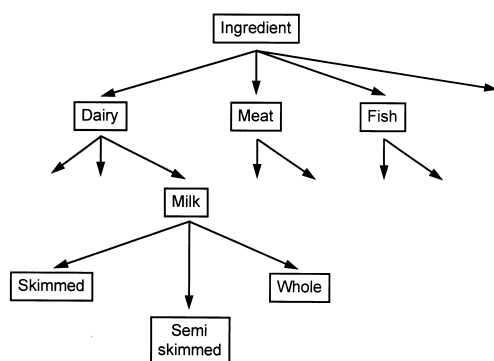 Ingredient
Dairy
Meat
Fish
Milk
Skimmed
Whole
Semi
skimmed